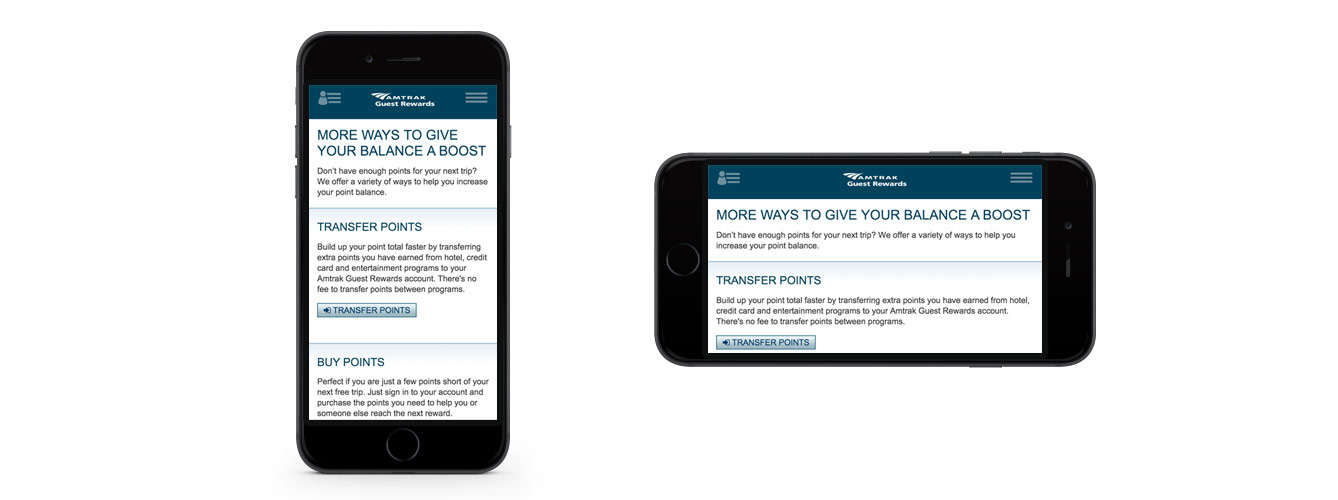 AMTRAK
Guest Rewards
MORE WAYS TO GIVE
YOUR BALANCE A BOOST
Don't have enough points for your next trip?
We offer a variety of ways to help you increase
your point balance.
TRANSFER POINTS
Build up your point total faster by transferring
extra points you have earned from hotel, credit
card and entertainment programs to your
Amtrak Guest Rewards account. There's no
fee to transfer points between programs.
TRANSFER POINTS
BUY POINTS
Perfect if you are just a few points short of your
next free trip. Just sign in to your account and
purchase the points you need to help you or
someone else reach the next reward.
AMTRAK
Guest Rewards
MORE WAYS TO GIVE YOUR BALANCE A BOOST
Don't have enough points for your next trip? We offer a variety of ways to help you
increase your point balance.
TRANSFER POINTS
Build up your point total faster by transferring extra points you have earned from hotel,
credit card and entertainment programs to your Amtrak Guest Rewards account.
There's no fee to transfer points between programs.
TRANSFER POINTS